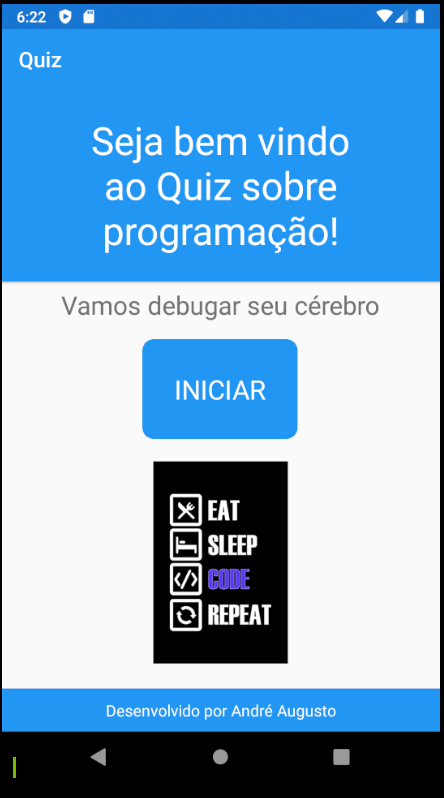 6:22
Quiz
Seja bem vindo
ao Quiz sobre
programação!
Vamos debugar seu cérebro
INICIAR
EAT
SLEEP
</> CODE
REPEAT
Desenvolvido por André Augusto